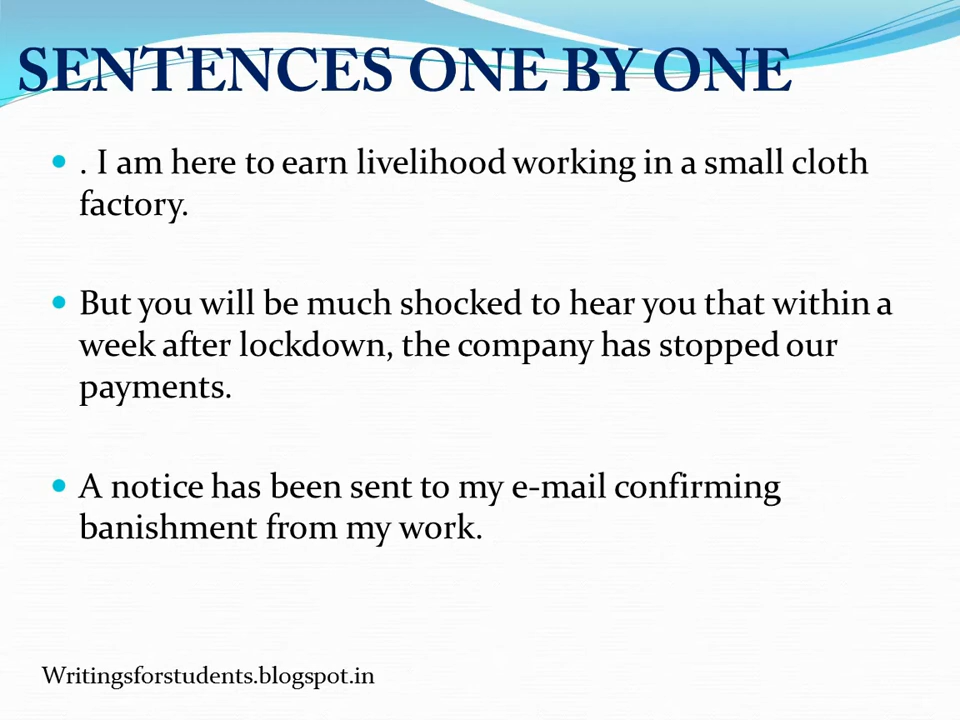 SENTENCES ONE BY ONE
. I am here to earn livelihood working in a small cloth
factory.
But you will be much shocked to hear you that within a
week after lockdown, the company has stopped our
payments.
A notice has been sent to my e-mail confirming
banishment from my work.
Writingsforstudents.blogspot.in